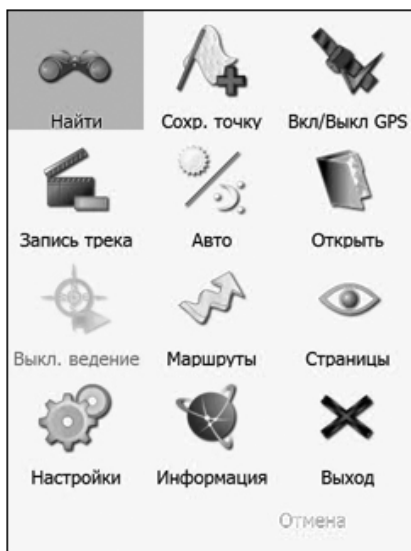 Найти Сохр. точку Вкл/Выкл GPS
Запись трека Авто Открыть
Выкл. ведение Маршруты Страницы
Настройки Информация Выход
Отмена